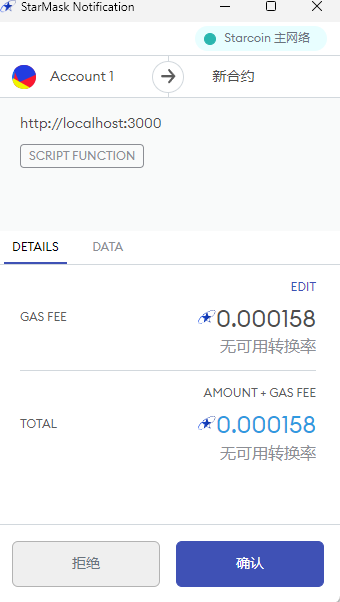 StarMask Notification
Starcoin 主网络
Account 1
新合约
http://localhost:3000
SCRIPT FUNCTION
DETAILS
DATA
EDIT
GAS FEE
0.000158
无可用转换率
AMOUNT + GAS FEE
TOTAL
0.000158
无可用转换率
拒绝
确认